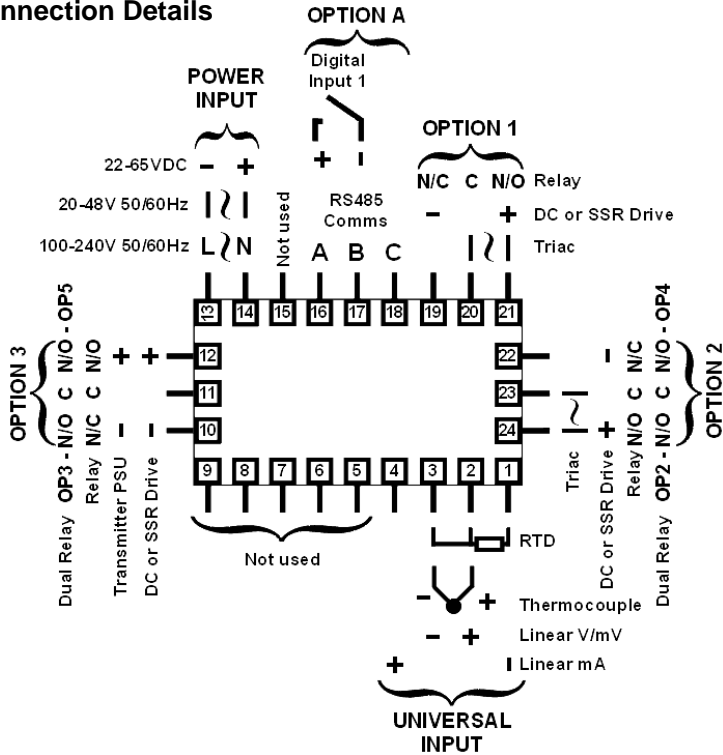 nnection Details
OPTION A
Digital
Input 1
+ −
POWER
INPUT
22-65VDC − +
20-48V 50/60Hz
100-240V 50/60Hz L N
Not used
RS485
Comms
A B C
OPTION 1
N/C C N/O Relay
− + DC or SSR Drive
Triac
13 14 15 16 17 18 19 20 21
12
11
10
22
23
24
9 8 7 6 5 4 3 2 1
OPTION 3
Dual Relay OP3 - N/O C N/O - OP5
Relay N/C C N/O
Transmitter PSU − +
DC or SSR Drive − +
Triac
DC or SSR Drive + −
Relay N/O C N/C
Dual Relay OP2 - N/O C N/O - OP4
OPTION 2
Not used
RTD
− + Thermocouple
− + Linear V/mV
+ − Linear mA
UNIVERSAL
INPUT